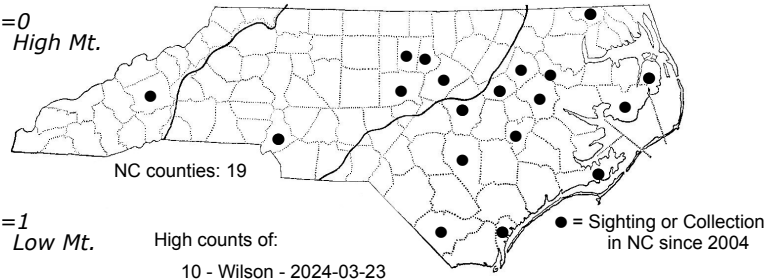 =0
High Mt.
NC counties: 19
=1
Low Mt.
High counts of:
10 - Wilson - 2024-03-23
● = Sighting or Collection
in NC since 2004